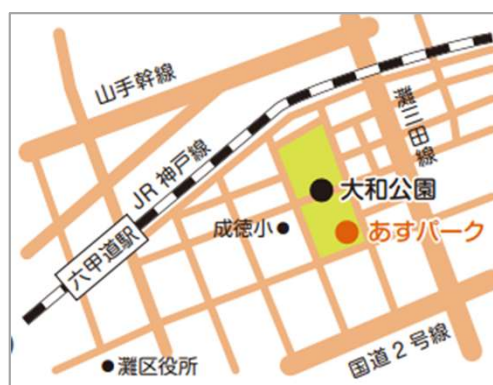 山手幹線
JR神戸線
灘三田線
大和公園
成徳小
あすパーク
六甲道駅
国道2号線
灘区役所